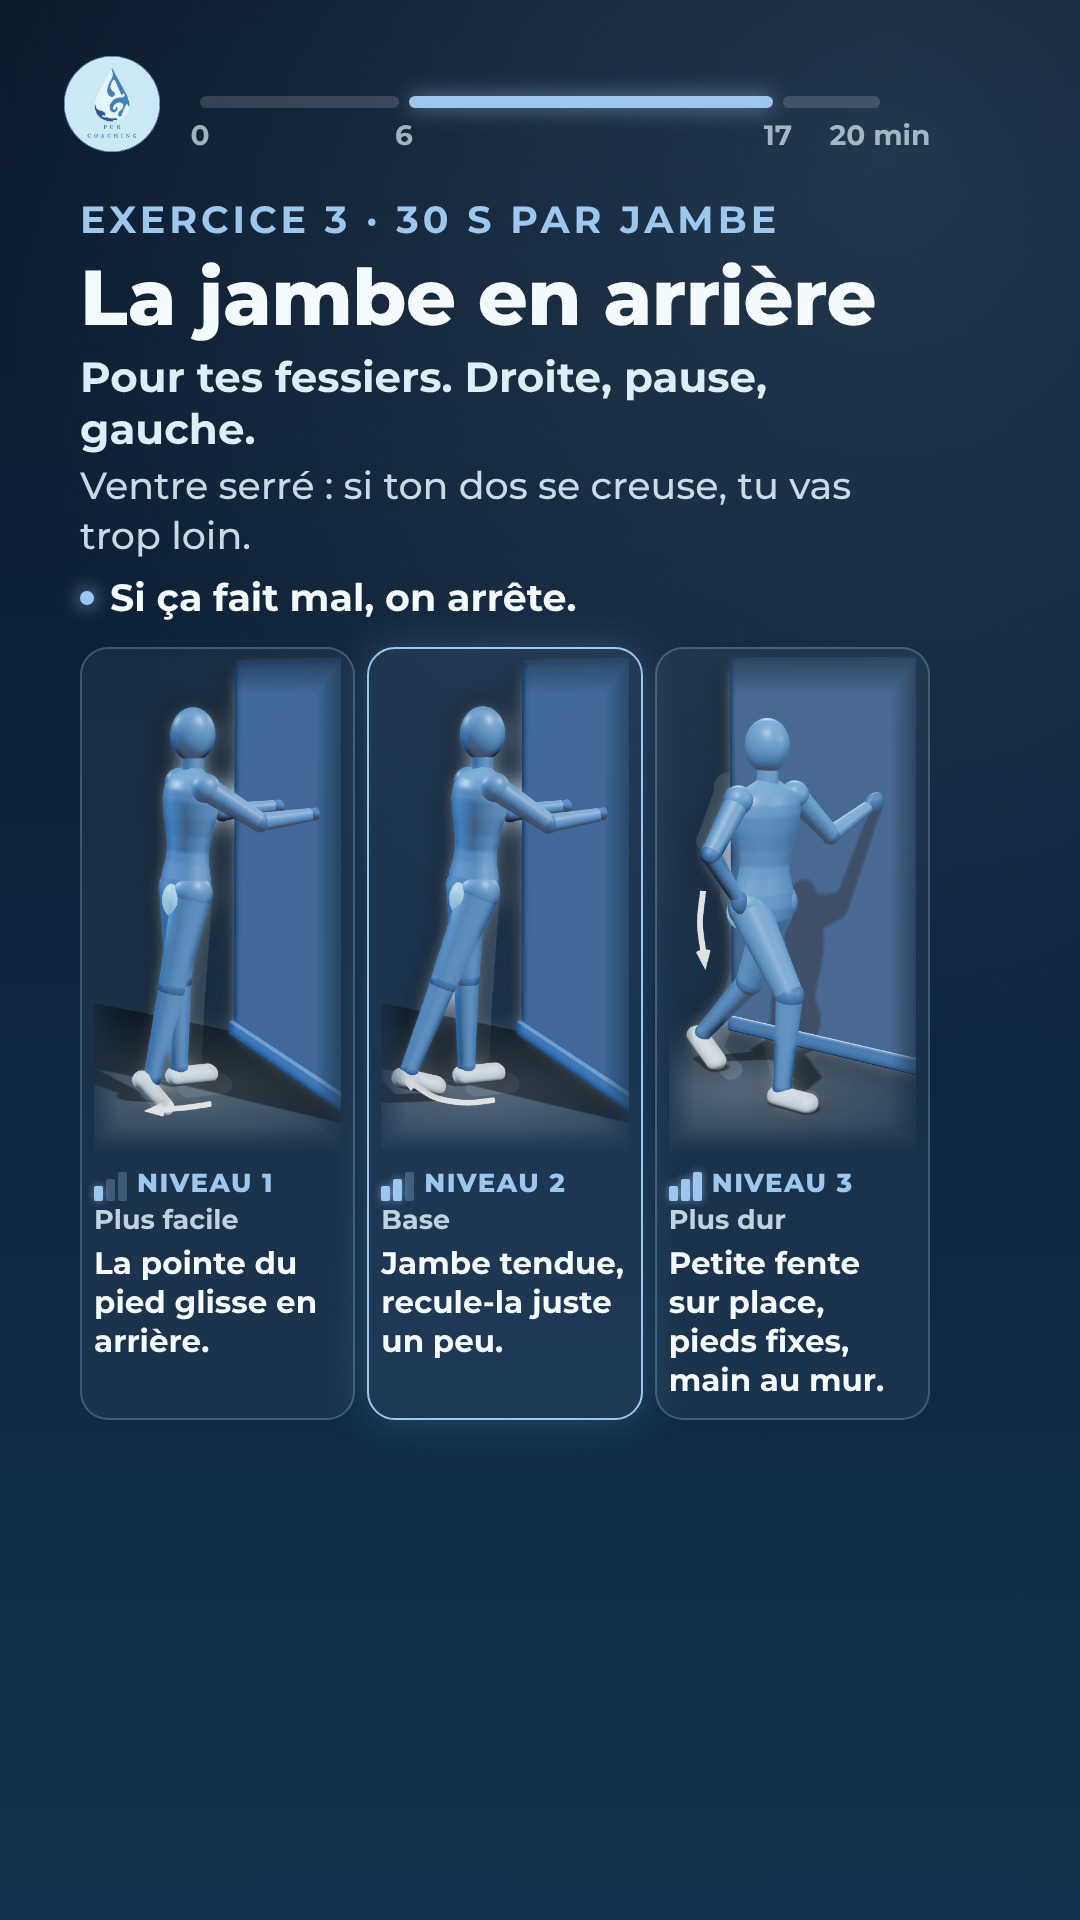 PUR
COACHING
0 6 17 20 min
EXERCICE 3 · 30 S PAR JAMBE
La jambe en arrière
Pour tes fessiers. Droite, pause,
gauche.
Ventre serré : si ton dos se creuse, tu vas
trop loin.
• Si ça fait mal, on arrête.
NIVEAU 1
Plus facile
La pointe du
pied glisse en
arrière.
NIVEAU 2
Base
Jambe tendue,
recule-la juste
un peu.
NIVEAU 3
Plus dur
Petite fente
sur place,
pieds fixes,
main au mur.